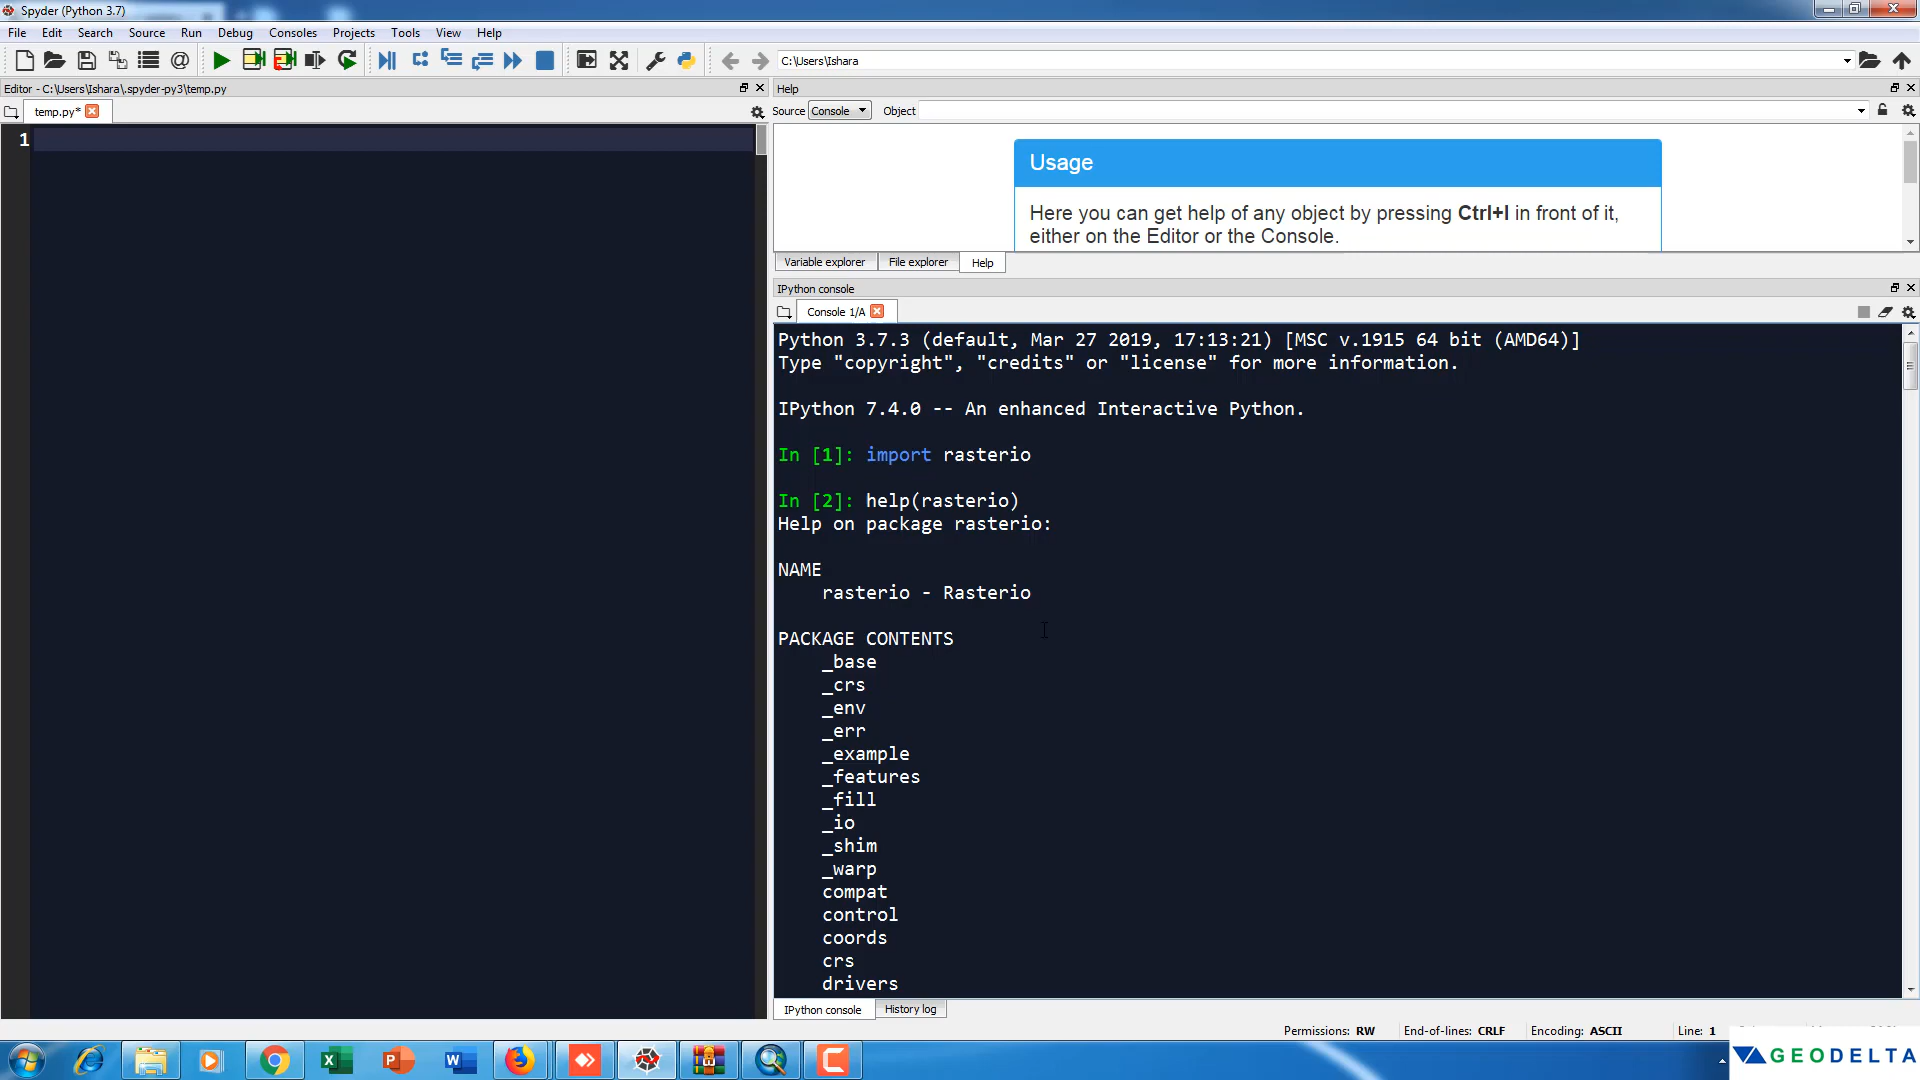 Spyder (Python 3.7)
File Edit Search Source Run Debug Consoles Projects Tools View Help
C:\Users\Ishara
Editor - C:\Users\Ishara\.spyder-py3\temp.py
temp.py*
1
Help
Source Console Object
Usage
Here you can get help of any object by pressing Ctrl+I in front of it,
either on the Editor or the Console.
Variable explorer File explorer Help
IPython console
Console 1/A
Python 3.7.3 (default, Mar 27 2019, 17:13:21) [MSC v.1915 64 bit (AMD64)]
Type "copyright", "credits" or "license" for more information.
IPython 7.4.0 -- An enhanced Interactive Python.
In [1]: import rasterio
In [2]: help(rasterio)
Help on package rasterio:
NAME
rasterio - Rasterio
PACKAGE CONTENTS
_base
_crs
_env
_err
_example
_features
_fill
_io
_shim
_warp
compat
control
coords
crs
drivers
IPython console History log
Permissions: RW End-of-lines: CRLF Encoding: ASCII Line: 1
GEODELTA